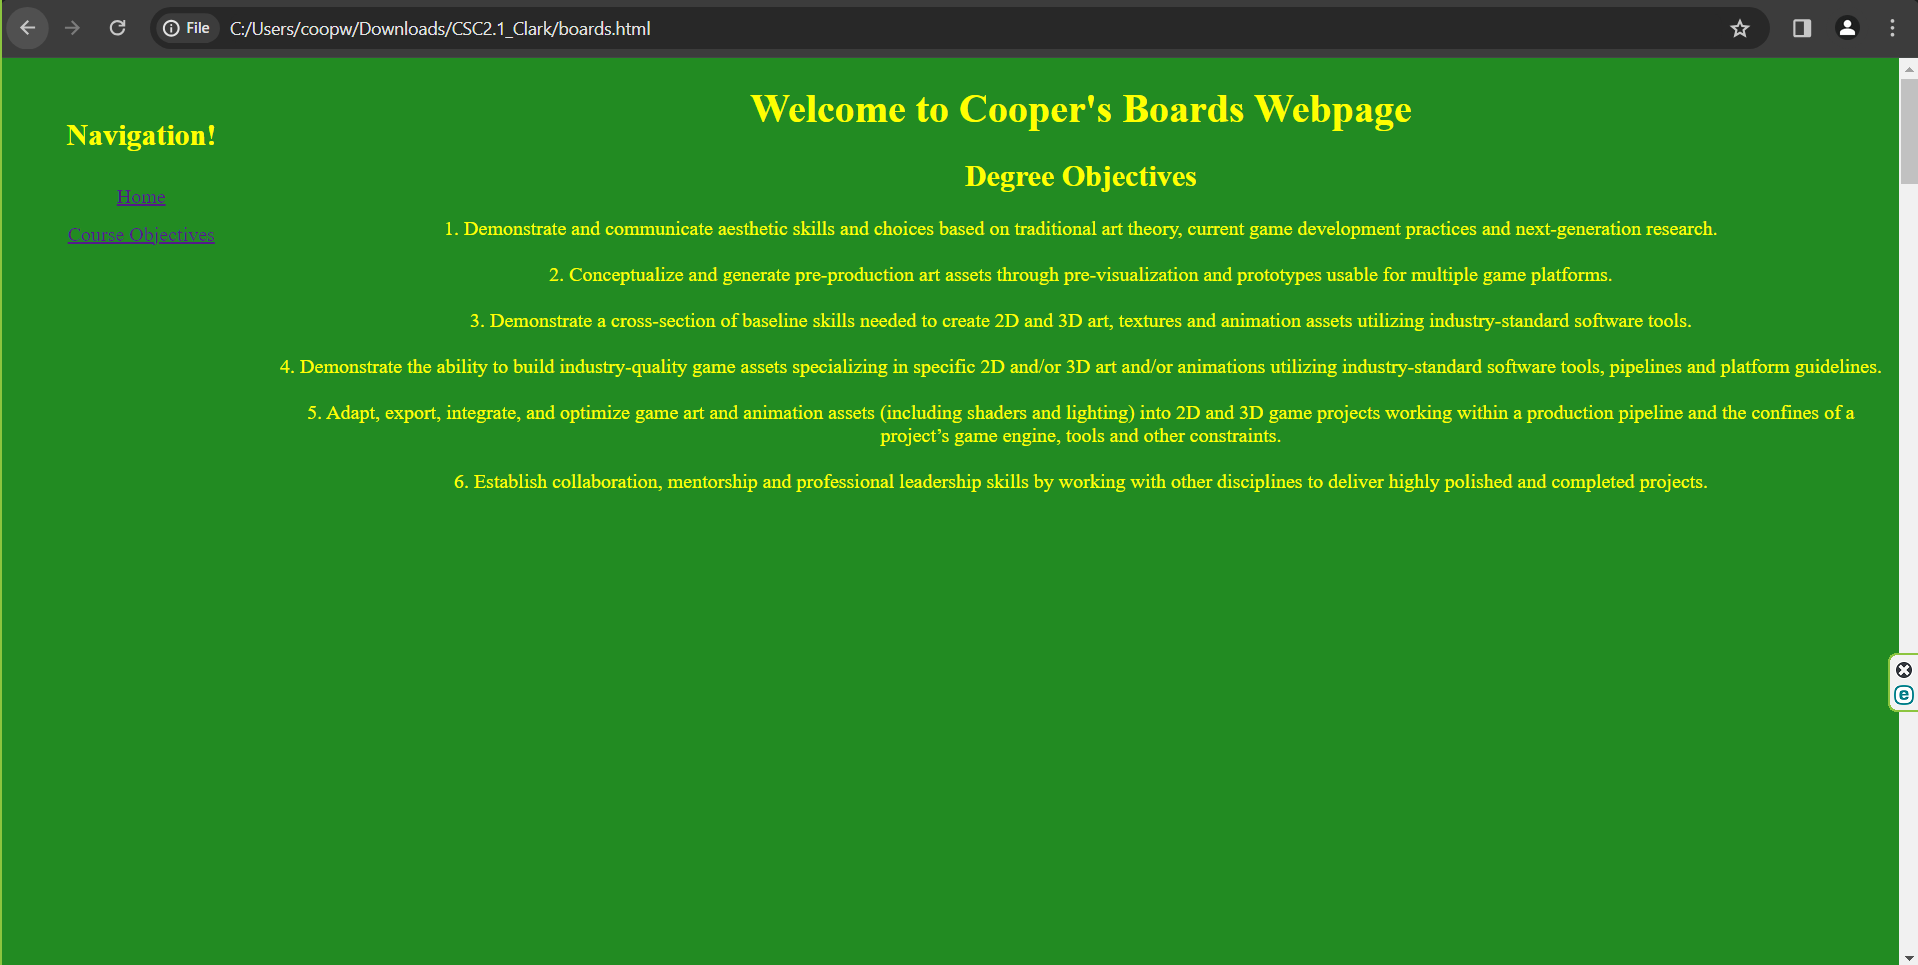 File C:/Users/coopw/Downloads/CSC2.1_Clark/boards.html
Navigation!
Home
Course Objectives
Welcome to Cooper's Boards Webpage
Degree Objectives
1. Demonstrate and communicate aesthetic skills and choices based on traditional art theory, current game development practices and next-generation research.
2. Conceptualize and generate pre-production art assets through pre-visualization and prototypes usable for multiple game platforms.
3. Demonstrate a cross-section of baseline skills needed to create 2D and 3D art, textures and animation assets utilizing industry-standard software tools.
4. Demonstrate the ability to build industry-quality game assets specializing in specific 2D and/or 3D art and/or animations utilizing industry-standard software tools, pipelines and platform guidelines.
5. Adapt, export, integrate, and optimize game art and animation assets (including shaders and lighting) into 2D and 3D game projects working within a production pipeline and the confines of a
project’s game engine, tools and other constraints.
6. Establish collaboration, mentorship and professional leadership skills by working with other disciplines to deliver highly polished and completed projects.
e